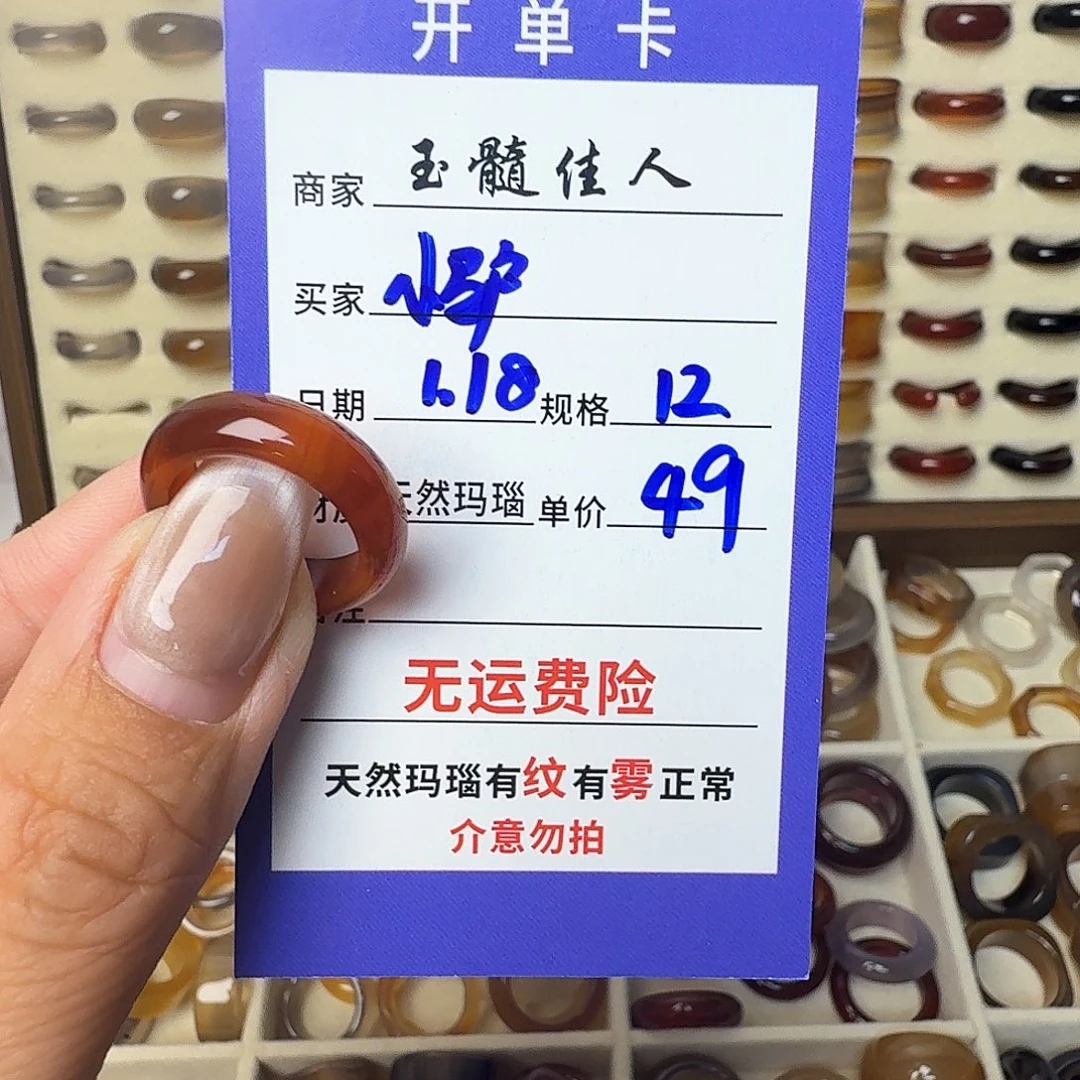 开单卡
商家 玉髓佳人
买家
日期 1.18 规格 12
天然玛瑙 单价 49
注
无运费险
天然玛瑙有纹有雾正常
介意勿拍